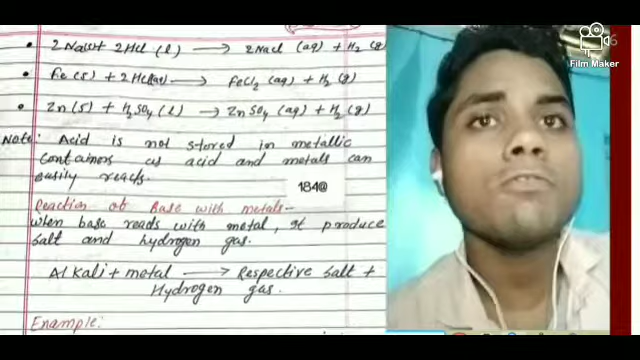 2Na(s)+ 2HCl (l) → 2NaCl (aq) + H2 (g)
Fe(s) + 2HCl(aq) → FeCl2 (aq) + H2(g)
Zn(s) + H2SO4 (l) → ZnSO4 (aq) + H2(g)
Note: Acid is not stored in metallic
containers as acid and metals can
easily reacts.
184@
Reaction of Base with metals-
When base reads with metal, it produce
salt and hydrogen gas.
Alkali + metal → Respective salt +
Hydrogen gas.
Example:
Film Maker